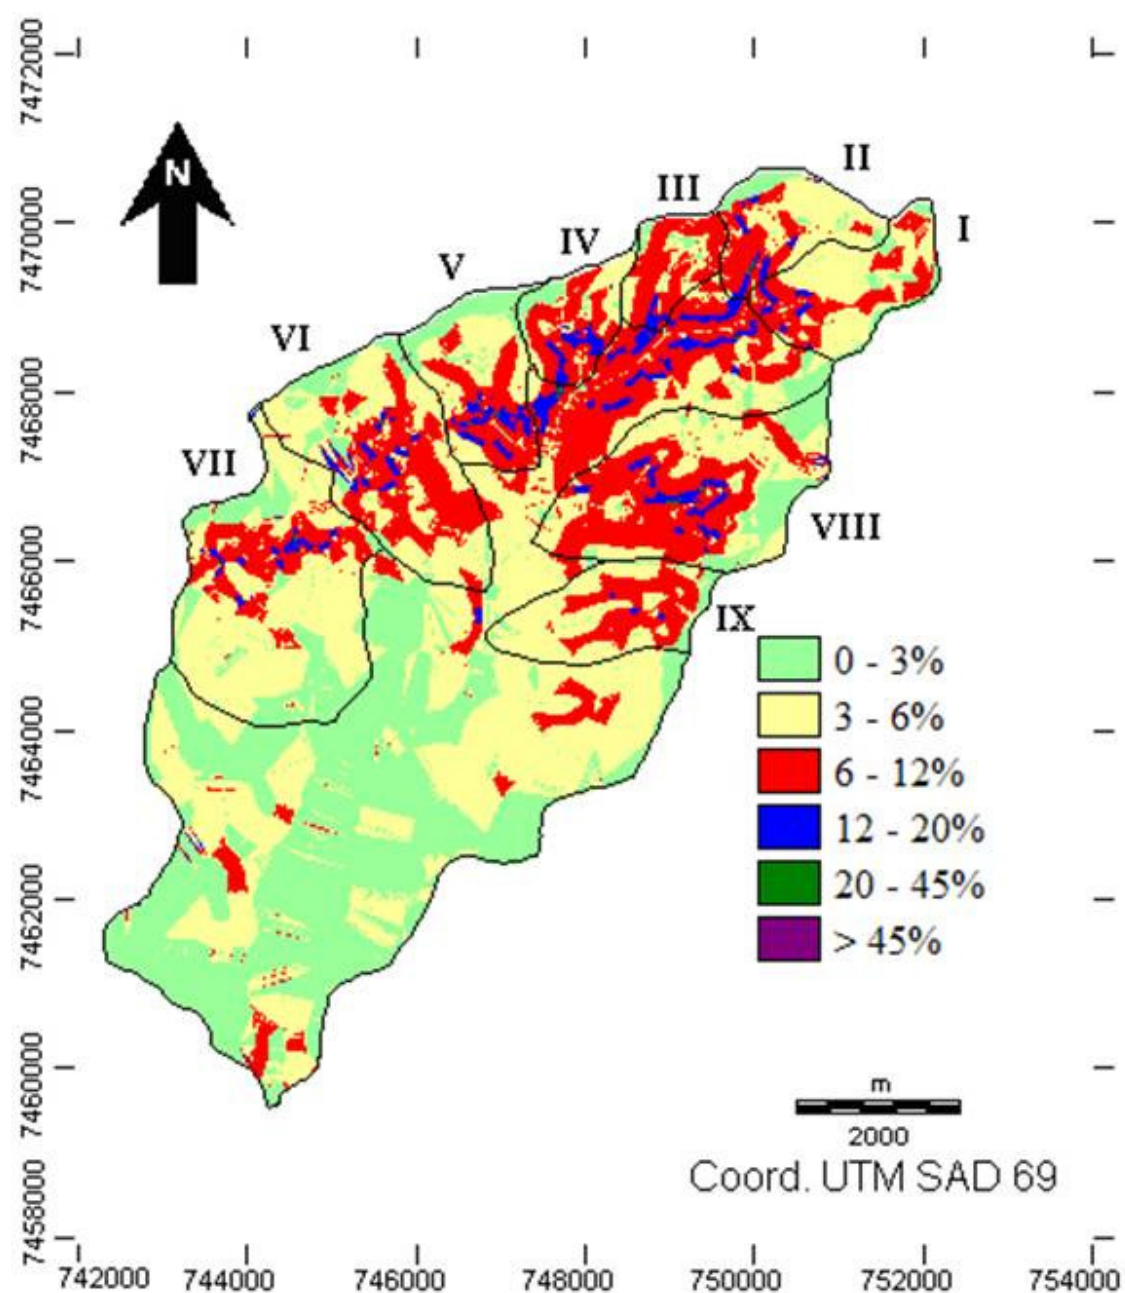 7472000
7470000
7468000
7466000
7464000
7462000
7460000
7458000
N
II
III
I
IV
V
VI
VII
VIII
IX
0 - 3%
3 - 6%
6 - 12%
12 - 20%
20 - 45%
> 45%
m
2000
Coord. UTM SAD 69
742000 744000 746000 748000 750000 752000 754000